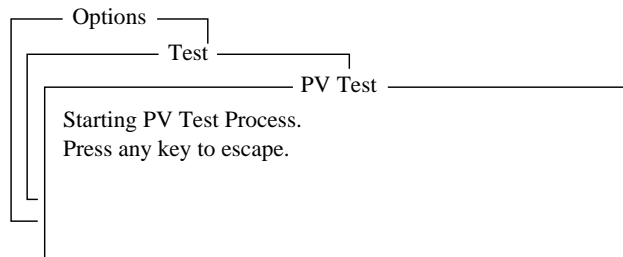 Options
Test
PV Test
Starting PV Test Process.
Press any key to escape.